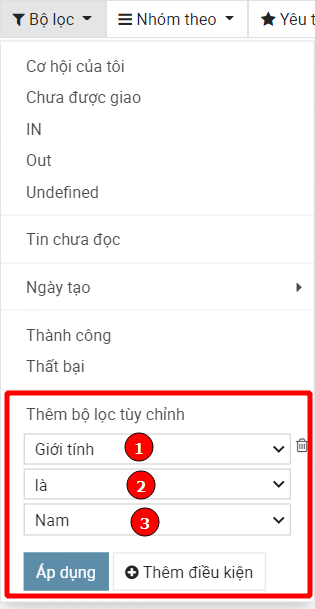 Bộ lọc Nhóm theo Yêu t
Cơ hội của tôi
Chưa được giao
IN
Out
Undefined
Tin chưa đọc
Ngày tạo
Thành công
Thất bại
Thêm bộ lọc tùy chỉnh
Giới tính 1
là 2
Nam 3
Áp dụng Thêm điều kiện